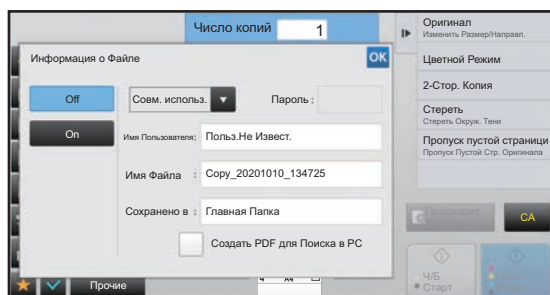 Число копий 1
Оригинал
Изменить Размер/Направл.
Информация о Файле
OK
Цветной Режим
Off
Совм. использ.
Пароль :
2-Стор. Копия
Стереть
Стереть Окруж. Тени
On
Имя Пользователя:
Польз.Не Извест.
Пропуск пустой страници
Пропуск Пустой Стр. Оригинала
Имя Файла :
Copy_20201010_134725
Сохранено в :
Главная Папка
Предварит.
CA
Создать PDF для Поиска в PC
Ч/Б
Старт
Прочие
A4